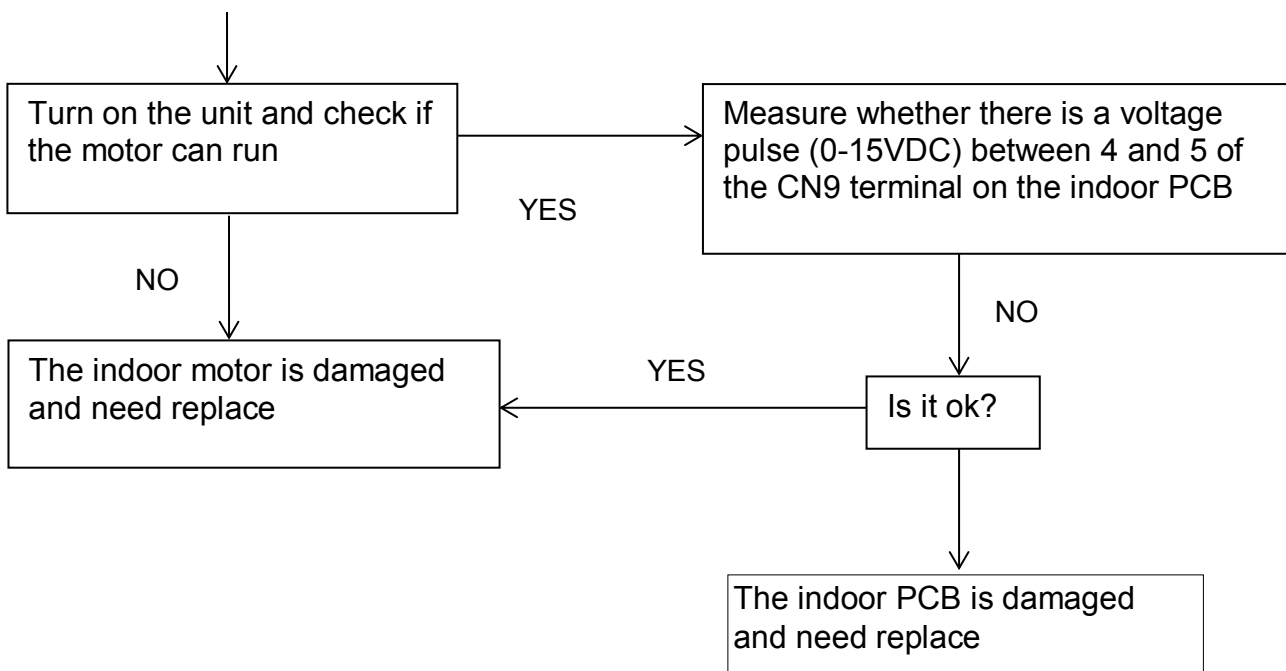 Turn on the unit and check if
the motor can run
YES
Measure whether there is a voltage
pulse (0-15VDC) between 4 and 5 of
the CN9 terminal on the indoor PCB
NO
NO
The indoor motor is damaged
and need replace
YES
Is it ok?
The indoor PCB is damaged
and need replace